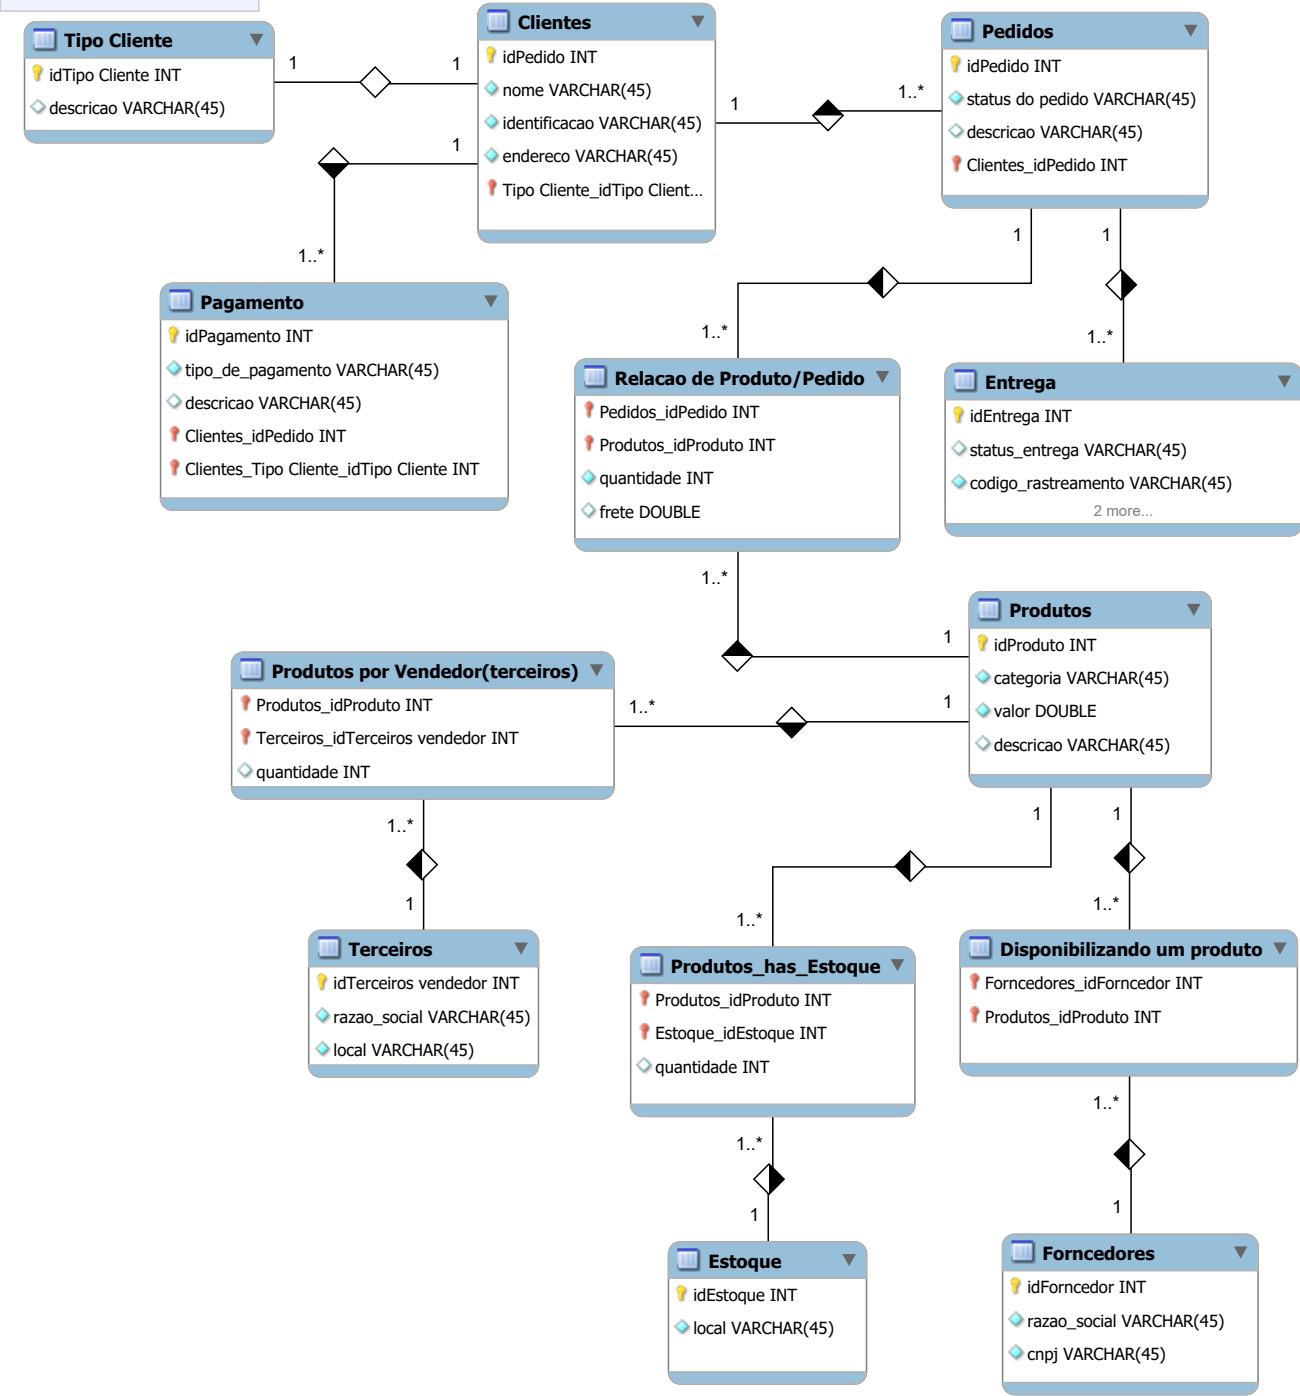 Tipo Cliente
idTipo Cliente INT
descricao VARCHAR(45)
1
1
Clientes
idPedido INT
nome VARCHAR(45)
identificacao VARCHAR(45)
endereco VARCHAR(45)
Tipo Cliente_idTipo Client...
1
1..*
Pedidos
idPedido INT
status do pedido VARCHAR(45)
descricao VARCHAR(45)
Clientes_idPedido INT
1
1..*
Pagamento
idPagamento INT
tipo_de_pagamento VARCHAR(45)
descricao VARCHAR(45)
Clientes_idPedido INT
Clientes_Tipo Cliente_idTipo Cliente INT
1
1..*
Relacao de Produto/Pedido
Pedidos_idPedido INT
Produtos_idProduto INT
quantidade INT
frete DOUBLE
1
1..*
Entrega
idEntrega INT
status_entrega VARCHAR(45)
codigo_rastreamento VARCHAR(45)
2 more...
1..*
1
Produtos
idProduto INT
categoria VARCHAR(45)
valor DOUBLE
descricao VARCHAR(45)
Produtos por Vendedor(terceiros)
Produtos_idProduto INT
Terceiros_idTerceiros vendedor INT
quantidade INT
1..*
1
1..*
1
Terceiros
idTerceiros vendedor INT
razao_social VARCHAR(45)
local VARCHAR(45)
1
1..*
Produtos_has_Estoque
Produtos_idProduto INT
Estoque_idEstoque INT
quantidade INT
1
1..*
Disponibilizando um produto
Forncedores_idForncedor INT
Produtos_idProduto INT
1..*
1
Estoque
idEstoque INT
local VARCHAR(45)
1..*
1
Forncedores
idForncedor INT
razao_social VARCHAR(45)
cnpj VARCHAR(45)